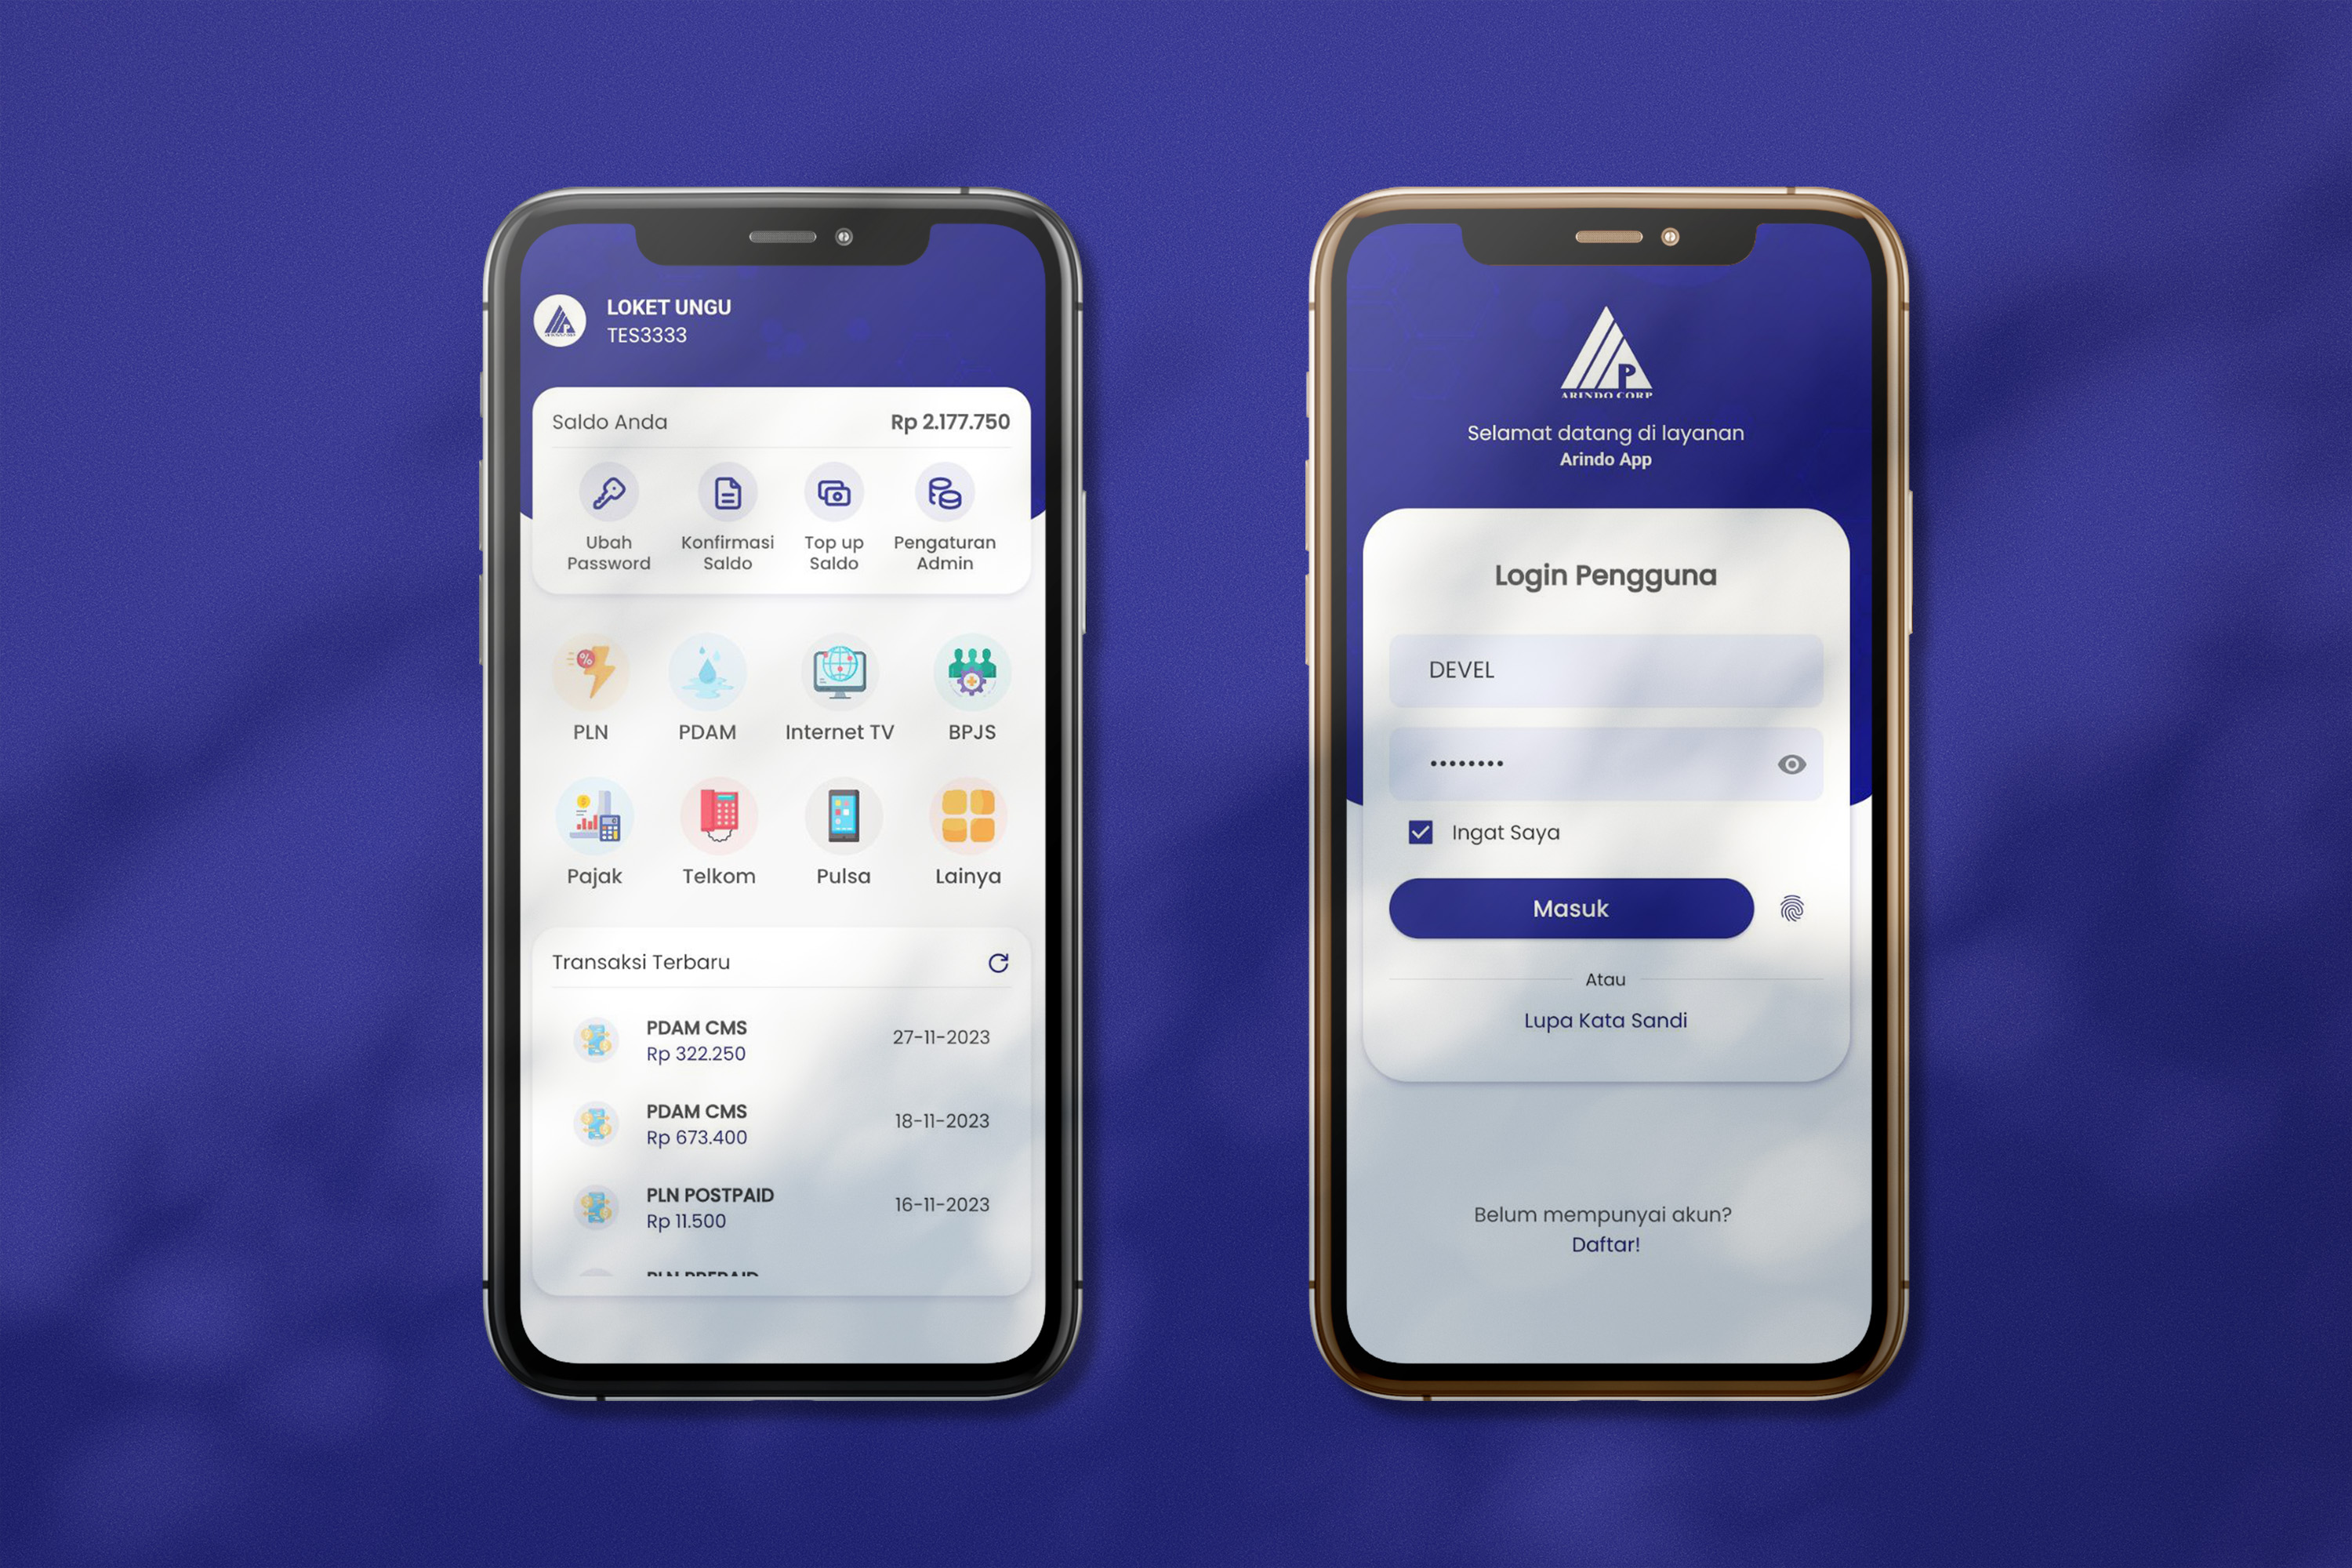 LOKET UNGU
TES3333
Saldo Anda
Rp 2.177.750
Ubah
Password
Konfirmasi
Saldo
Top up
Saldo
Pengaturan
Admin
PLN
PDAM
Internet TV
BPJS
Pajak
Telkom
Pulsa
Lainya
Transaksi Terbaru
PDAM CMS
27-11-2023
Rp 322.250
PDAM CMS
18-11-2023
Rp 673.400
PLN POSTPAID
16-11-2023
Rp 11.500
P
ARINDO CORP
Selamat datang di layanan
Arindo App
Login Pengguna
DEVEL
••••••••
Ingat Saya
Masuk
Atau
Lupa Kata Sandi
Belum mempunyai akun?
Daftar!